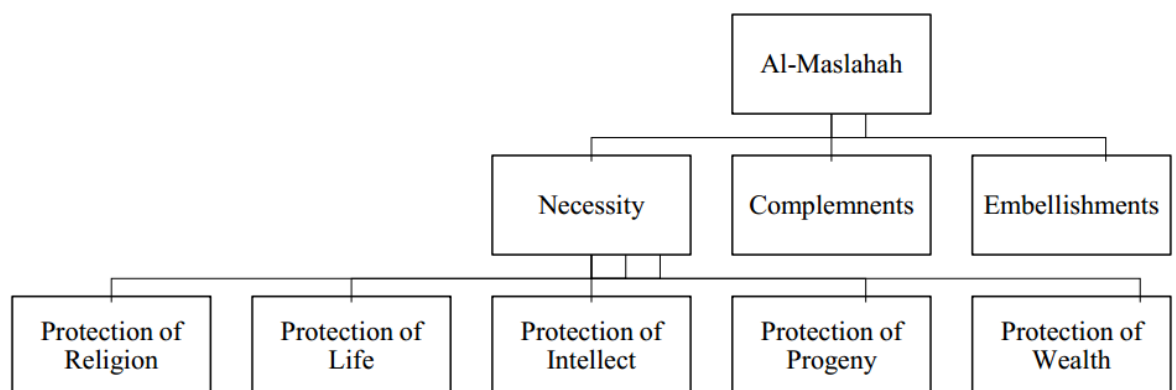 Al-Maslahah
Necessity
Complemnents
Embellishments
Protection of
Religion
Protection of
Life
Protection of
Intellect
Protection of
Progeny
Protection of
Wealth